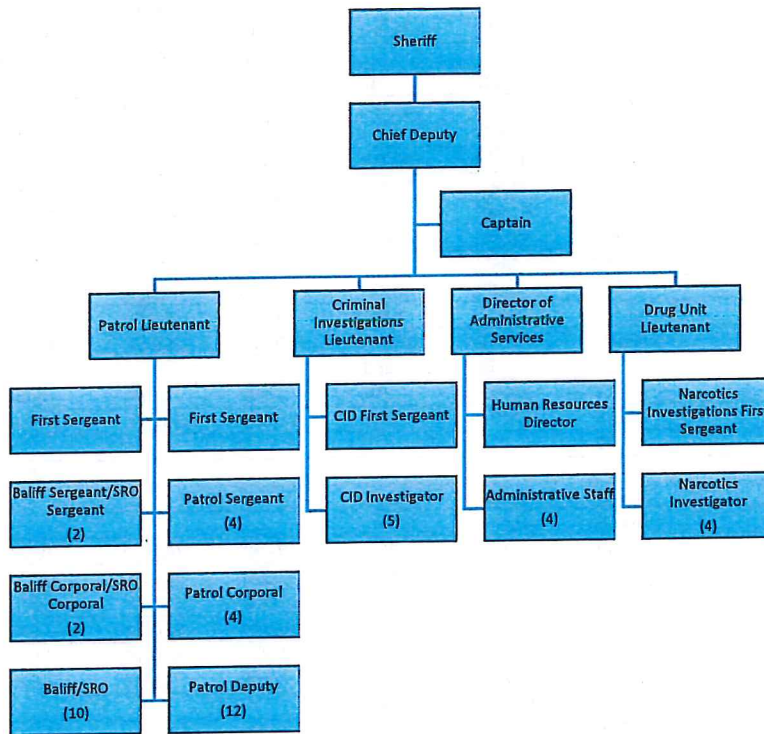 Sheriff
Chief Deputy
Captain
Patrol Lieutenant
Criminal
Investigations
Lieutenant
Director of
Administrative
Services
Drug Unit
Lieutenant
First Sergeant
First Sergeant
CID First Sergeant
Human Resources
Director
Narcotics
Investigations First
Sergeant
Baliff Sergeant/SRO
Sergeant
(2)
Patrol Sergeant
(4)
CID Investigator
(5)
Administrative Staff
(4)
Narcotics
Investigator
(4)
Baliff Corporal/SRO
Corporal
(2)
Patrol Corporal
(4)
Baliff/SRO
(10)
Patrol Deputy
(12)